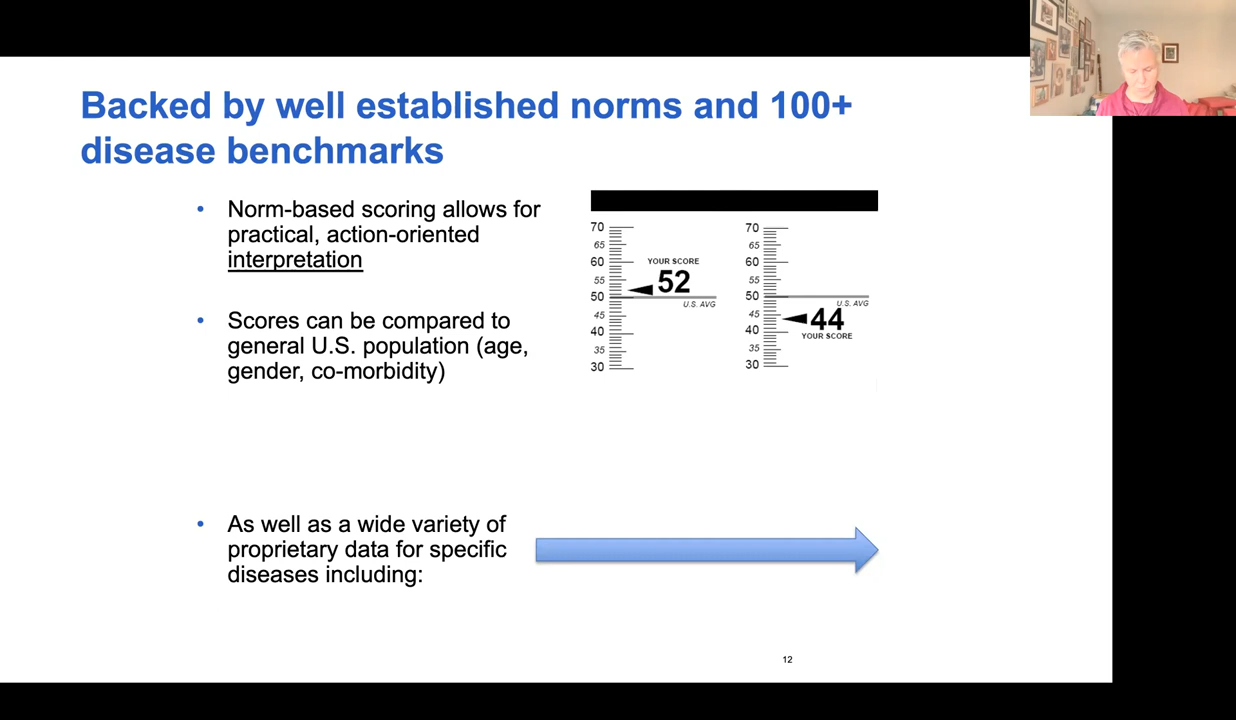 Backed by well established norms and 100+
disease benchmarks
• Norm-based scoring allows for
practical, action-oriented
interpretation
• Scores can be compared to
general U.S. population (age,
gender, co-morbidity)
70
65
60
55
50
45
40
35
30
YOUR SCORE
52
U.S. AVG
70
65
60
55
50
45
40
35
30
U.S. AVG
44
YOUR SCORE
• As well as a wide variety of
proprietary data for specific
diseases including:
12